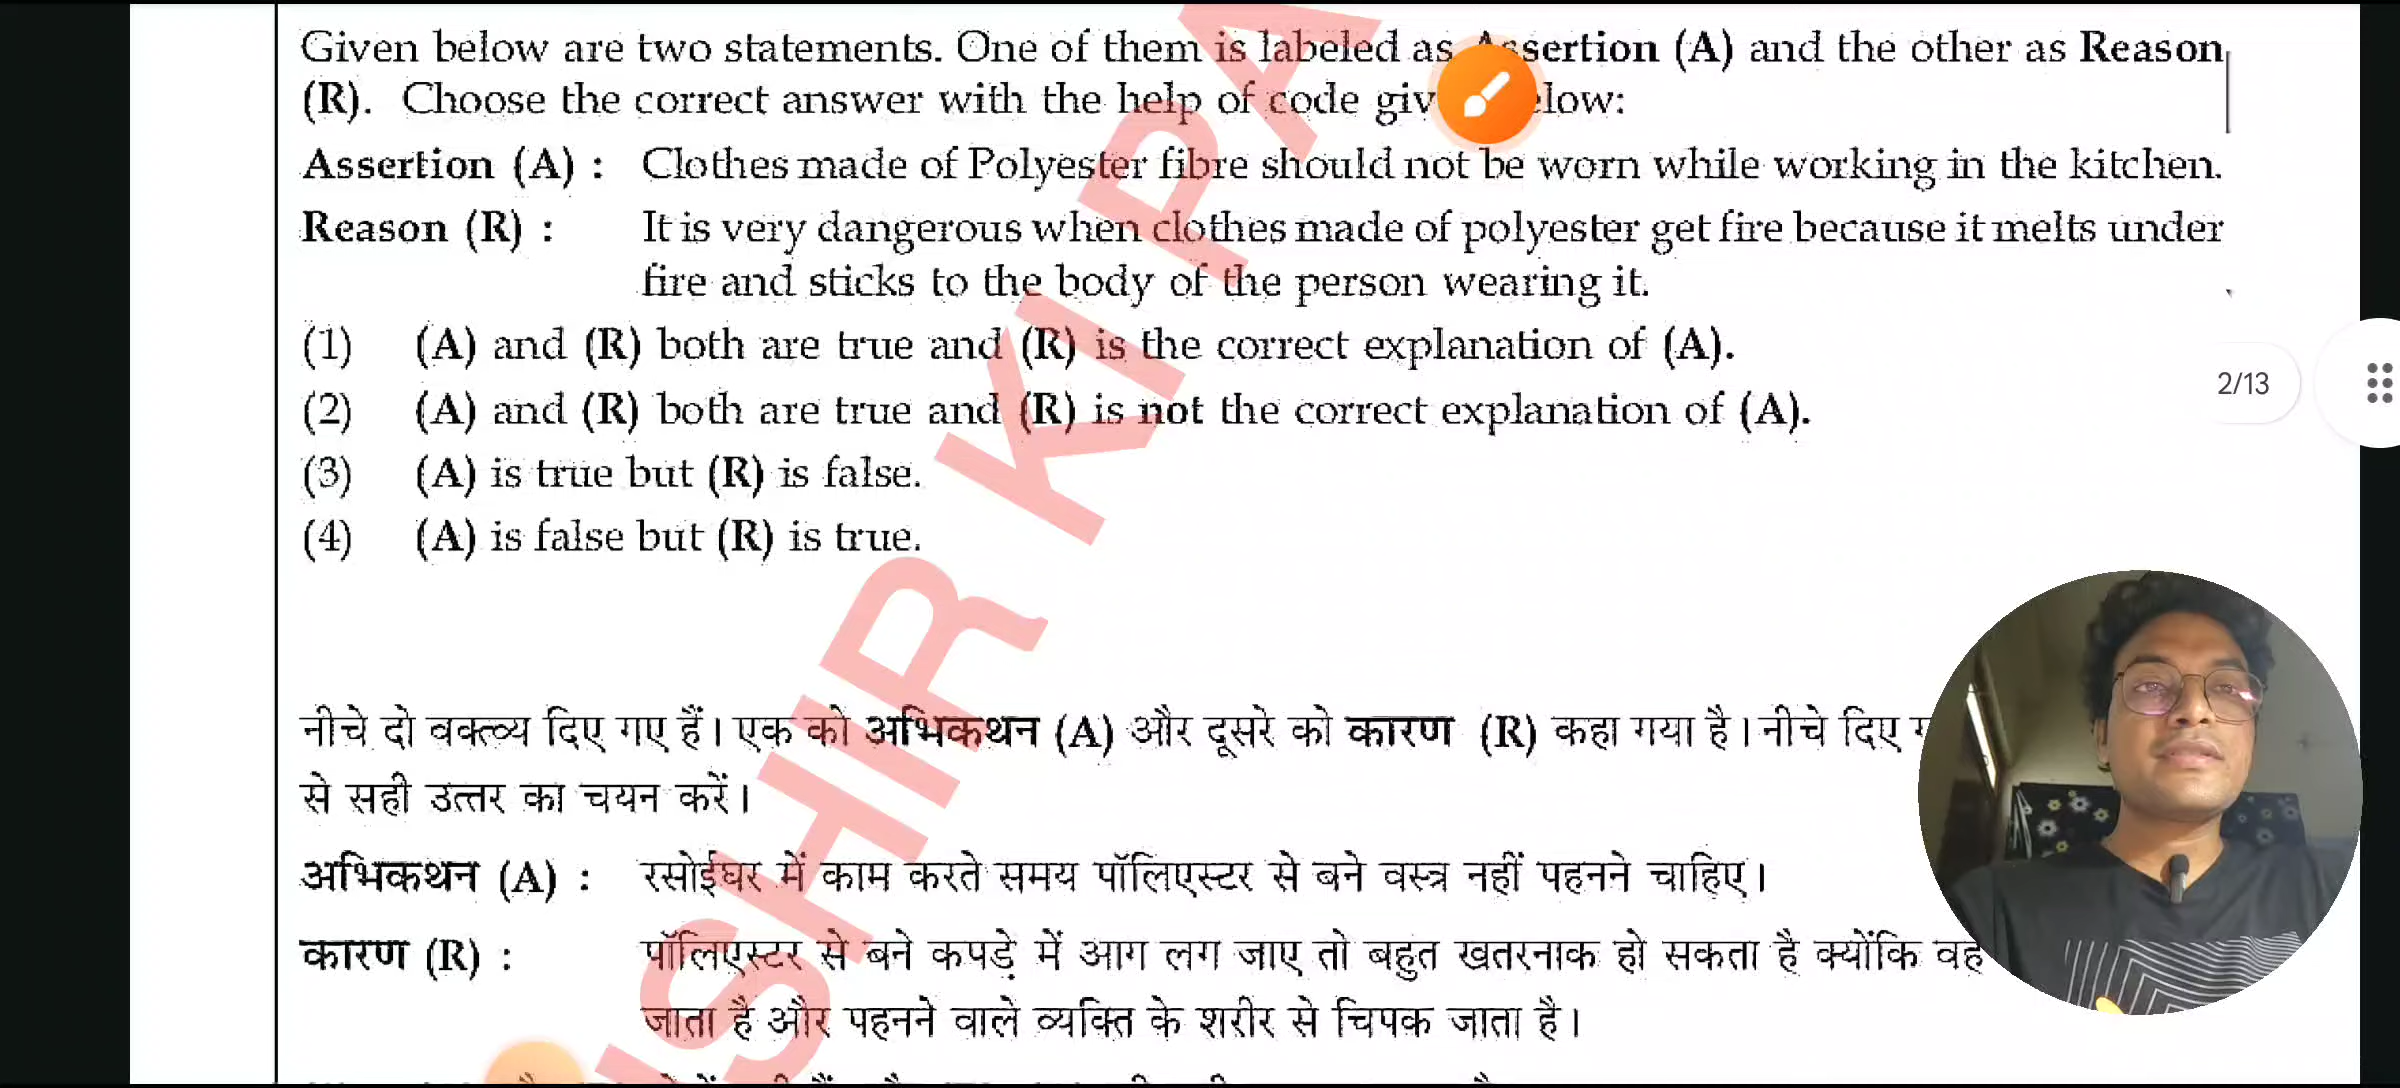 Given below are two statements. One of them is labeled as Assertion (A) and the other as Reason
(R). Choose the correct answer with the help of code giv elow:
Assertion (A) : Clothes made of Polyester fibre should not be worn while working in the kitchen.
Reason (R) : It is very dangerous when clothes made of polyester get fire because it melts under
fire and sticks to the body of the person wearing it.
(1) (A) and (R) both are true and (R) is the correct explanation of (A).
(2) (A) and (R) both are true and (R) is not the correct explanation of (A).
2/13
(3) (A) is true but (R) is false.
(4) (A) is false but (R) is true.
नीचे दो वक्तव्य दिए गए हैं। एक को अभिकथन (A) और दूसरे को कारण (R) कहा गया है। नीचे दिए
से सही उत्तर का चयन करें।
अभिकथन (A) : रसोईघर में काम करते समय पॉलिएस्टर से बने वस्त्र नहीं पहनने चाहिए।
कारण (R) : पॉलिएस्टर से बने कपड़े में आग लग जाए तो बहुत खतरनाक हो सकता है क्योंकि वह
जाता है और पहनने वाले व्यक्ति के शरीर से चिपक जाता है।
ISHR KI PA